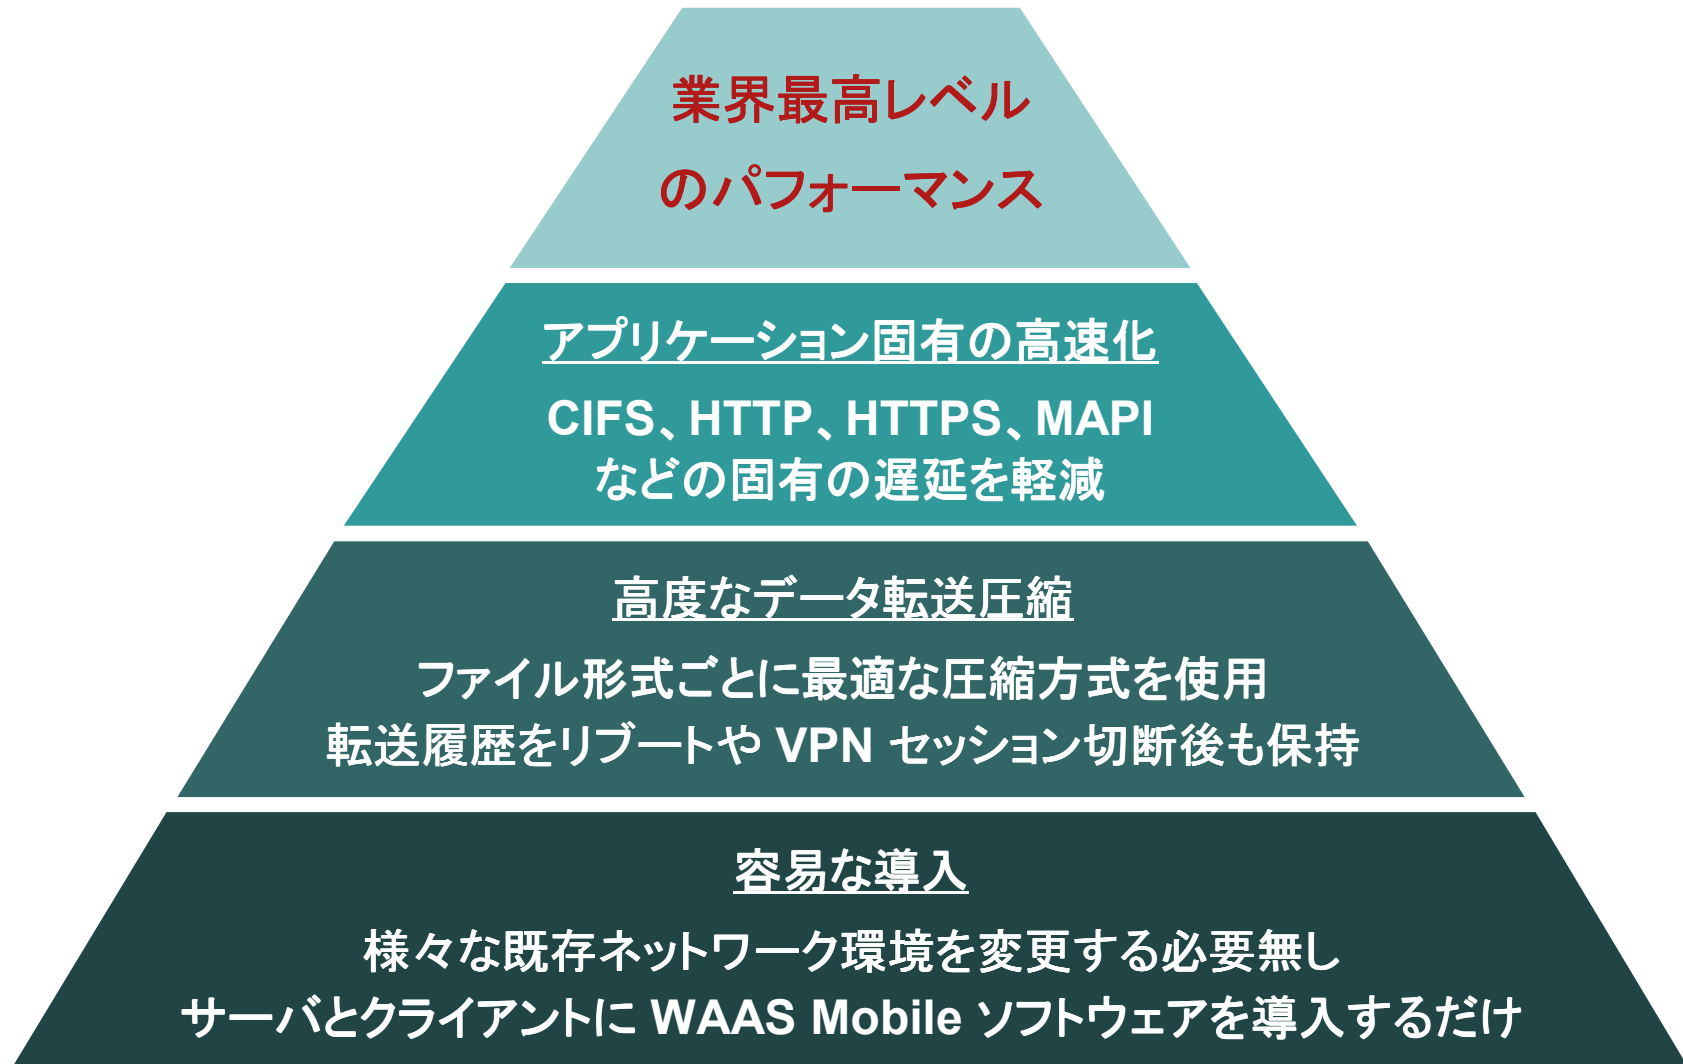 業界最高レベル
のパフォーマンス
アプリケーション固有の高速化
CIFS、HTTP、HTTPS、MAPI
などの固有の遅延を軽減
高度なデータ転送圧縮
ファイル形式ごとに最適な圧縮方式を使用
転送履歴をリブートや VPN セッション切断後も保持
容易な導入
様々な既存ネットワーク環境を変更する必要無し
サーバとクライアントに WAAS Mobile ソフトウェアを導入するだけ